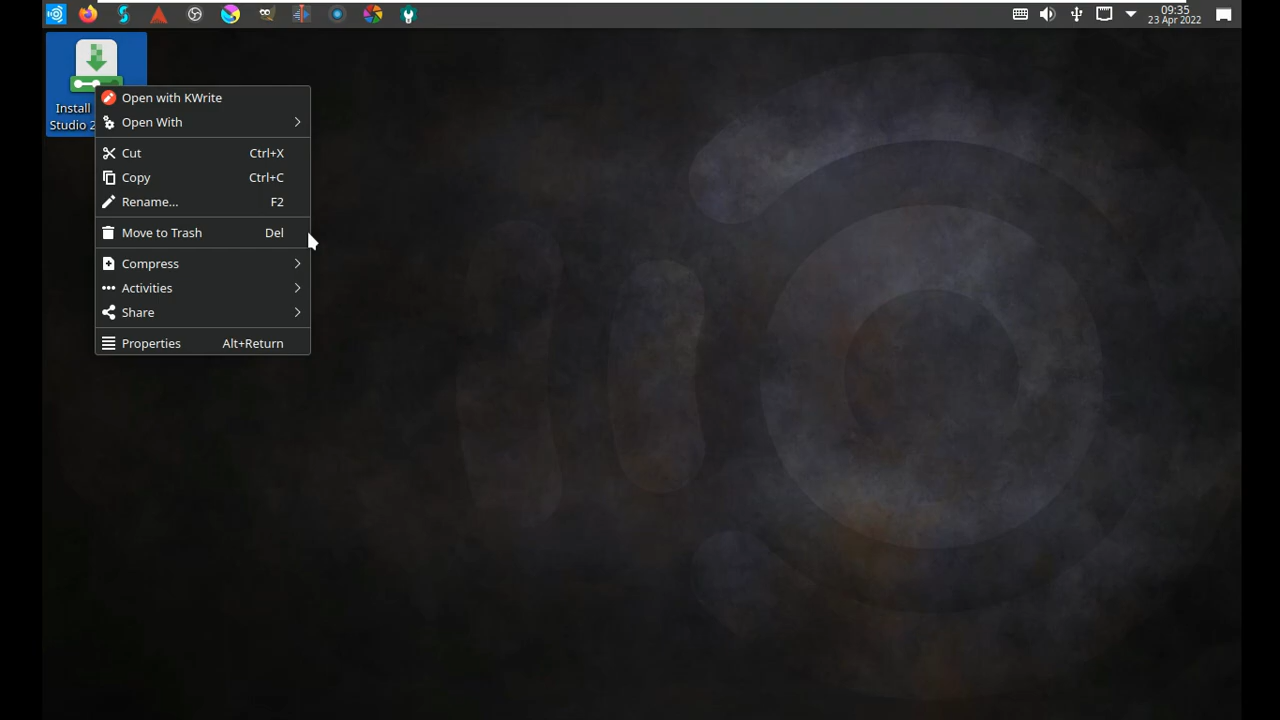 09:35
23 Apr 2022
Install
Studio 2
Open with KWrite
Open With
Cut Ctrl+X
Copy Ctrl+C
Rename... F2
Move to Trash Del
Compress
Activities
Share
Properties Alt+Return